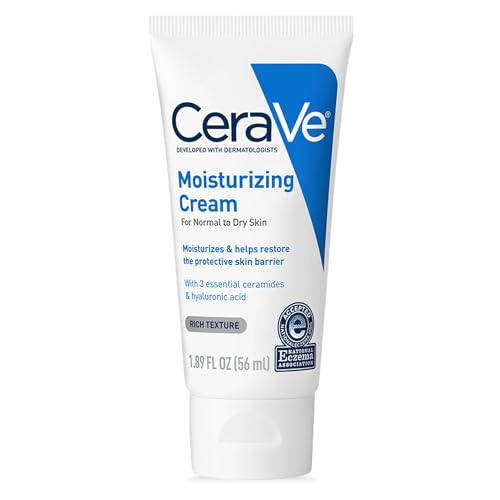 CeraVe®
DEVELOPED WITH DERMATOLOGISTS
Moisturizing
Cream
For Normal to Dry Skin
Moisturizes & helps restore
the protective skin barrier
With 3 essential ceramides
& hyaluronic acid
RICH TEXTURE
ACCEPTED
e
NATIONAL
Eczema
ASSOCIATION
1.89 FL OZ (56 ml)